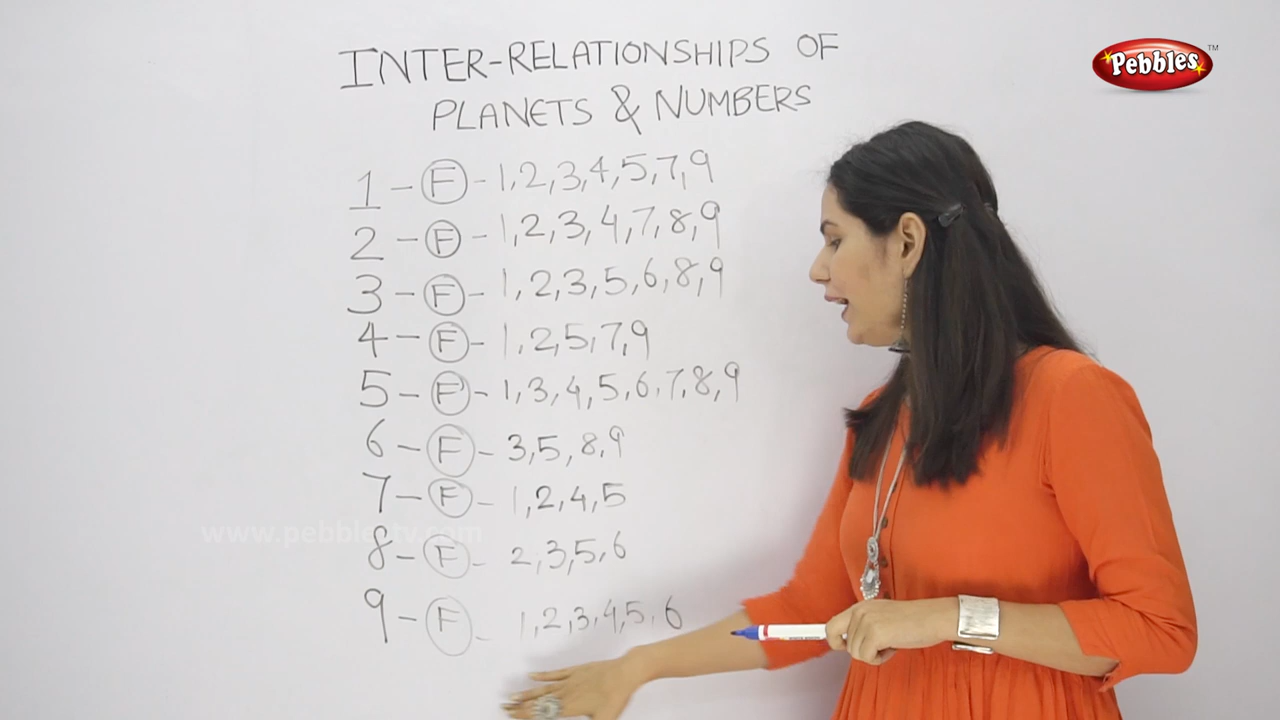 INTER-RELATIONSHIPS OF
PLANETS & NUMBERS
1 - F - 1,2,3,4,5,7,9
2 - F - 1,2,3,4,7,8,9
3 - F - 1,2,3,5,6,8,9
4 - F - 1,2,5,7,9
5 - F - 1,3,4,5,6,7,8,9
6 - F - 3,5,8,9
7 - F - 1,2,4,5
8 - F - 2,3,5,6
9 - F - 1,2,3,4,5,6
Pebbles TM
www.pebblestv.com